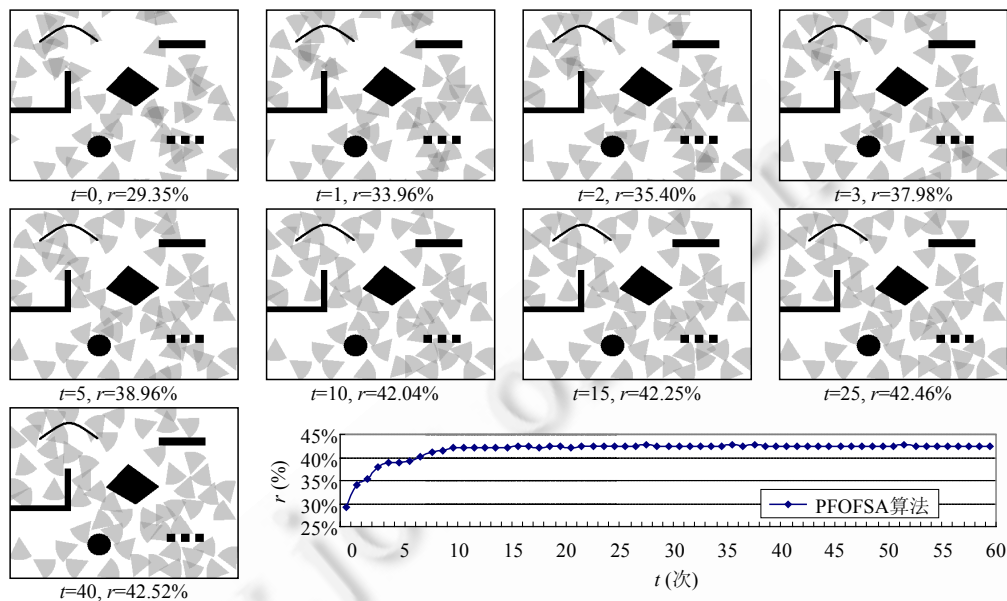 t=0, r=29.35%
t=1, r=33.96%
t=2, r=35.40%
t=3, r=37.98%
t=5, r=38.96%
t=10, r=42.04%
t=15, r=42.25%
t=25, r=42.46%
t=40, r=42.52%
r (%)
45%
40%
35%
30%
25%
PFOFSA算法
0 5 10 15 20 25 30 35 40 45 50 55 60
t (次)